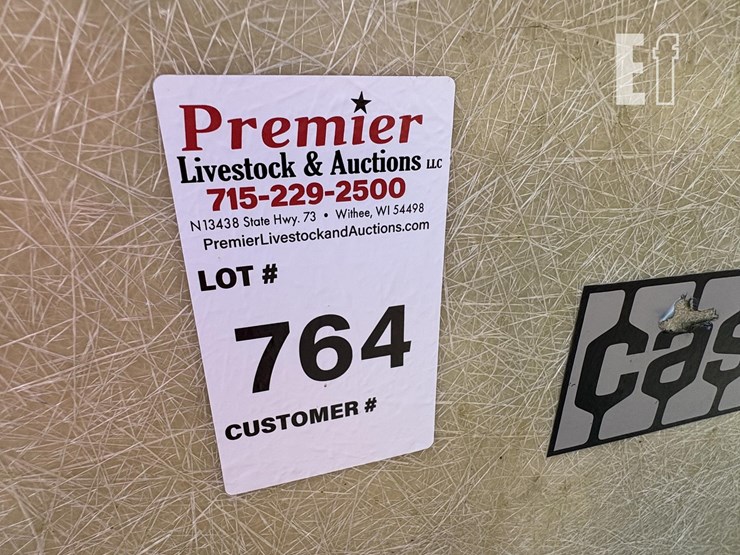 Ef
Premier
Livestock & Auctions LLC
715-229-2500
N13438 State Hwy. 73 • Withee, WI 54498
PremierLivestockandAuctions.com
LOT #
764
CUSTOMER #
Cas